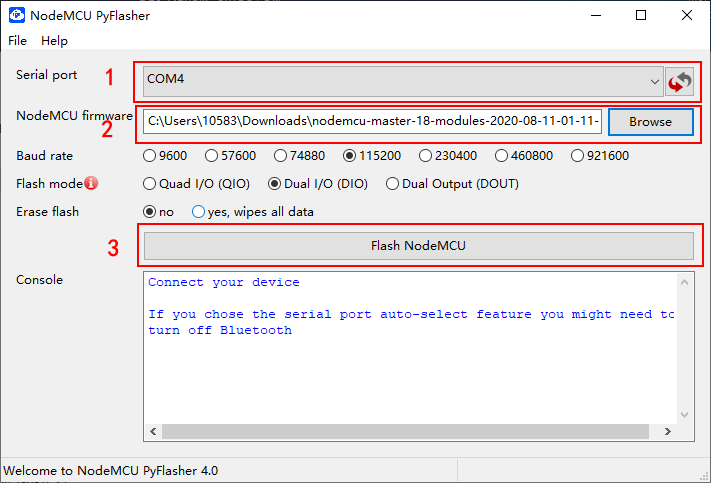 NodeMCU PyFlasher
File Help
Serial port 1 COM4
NodeMCU firmware 2 C:\Users\10583\Downloads\nodemcu-master-18-modules-2020-08-11-01-11- Browse
Baud rate 9600 57600 74880 115200 230400 460800 921600
Flash mode Quad I/O (QIO) Dual I/O (DIO) Dual Output (DOUT)
Erase flash no yes, wipes all data
3 Flash NodeMCU
Console
Connect your device
If you chose the serial port auto-select feature you might need to
turn off Bluetooth
Welcome to NodeMCU PyFlasher 4.0